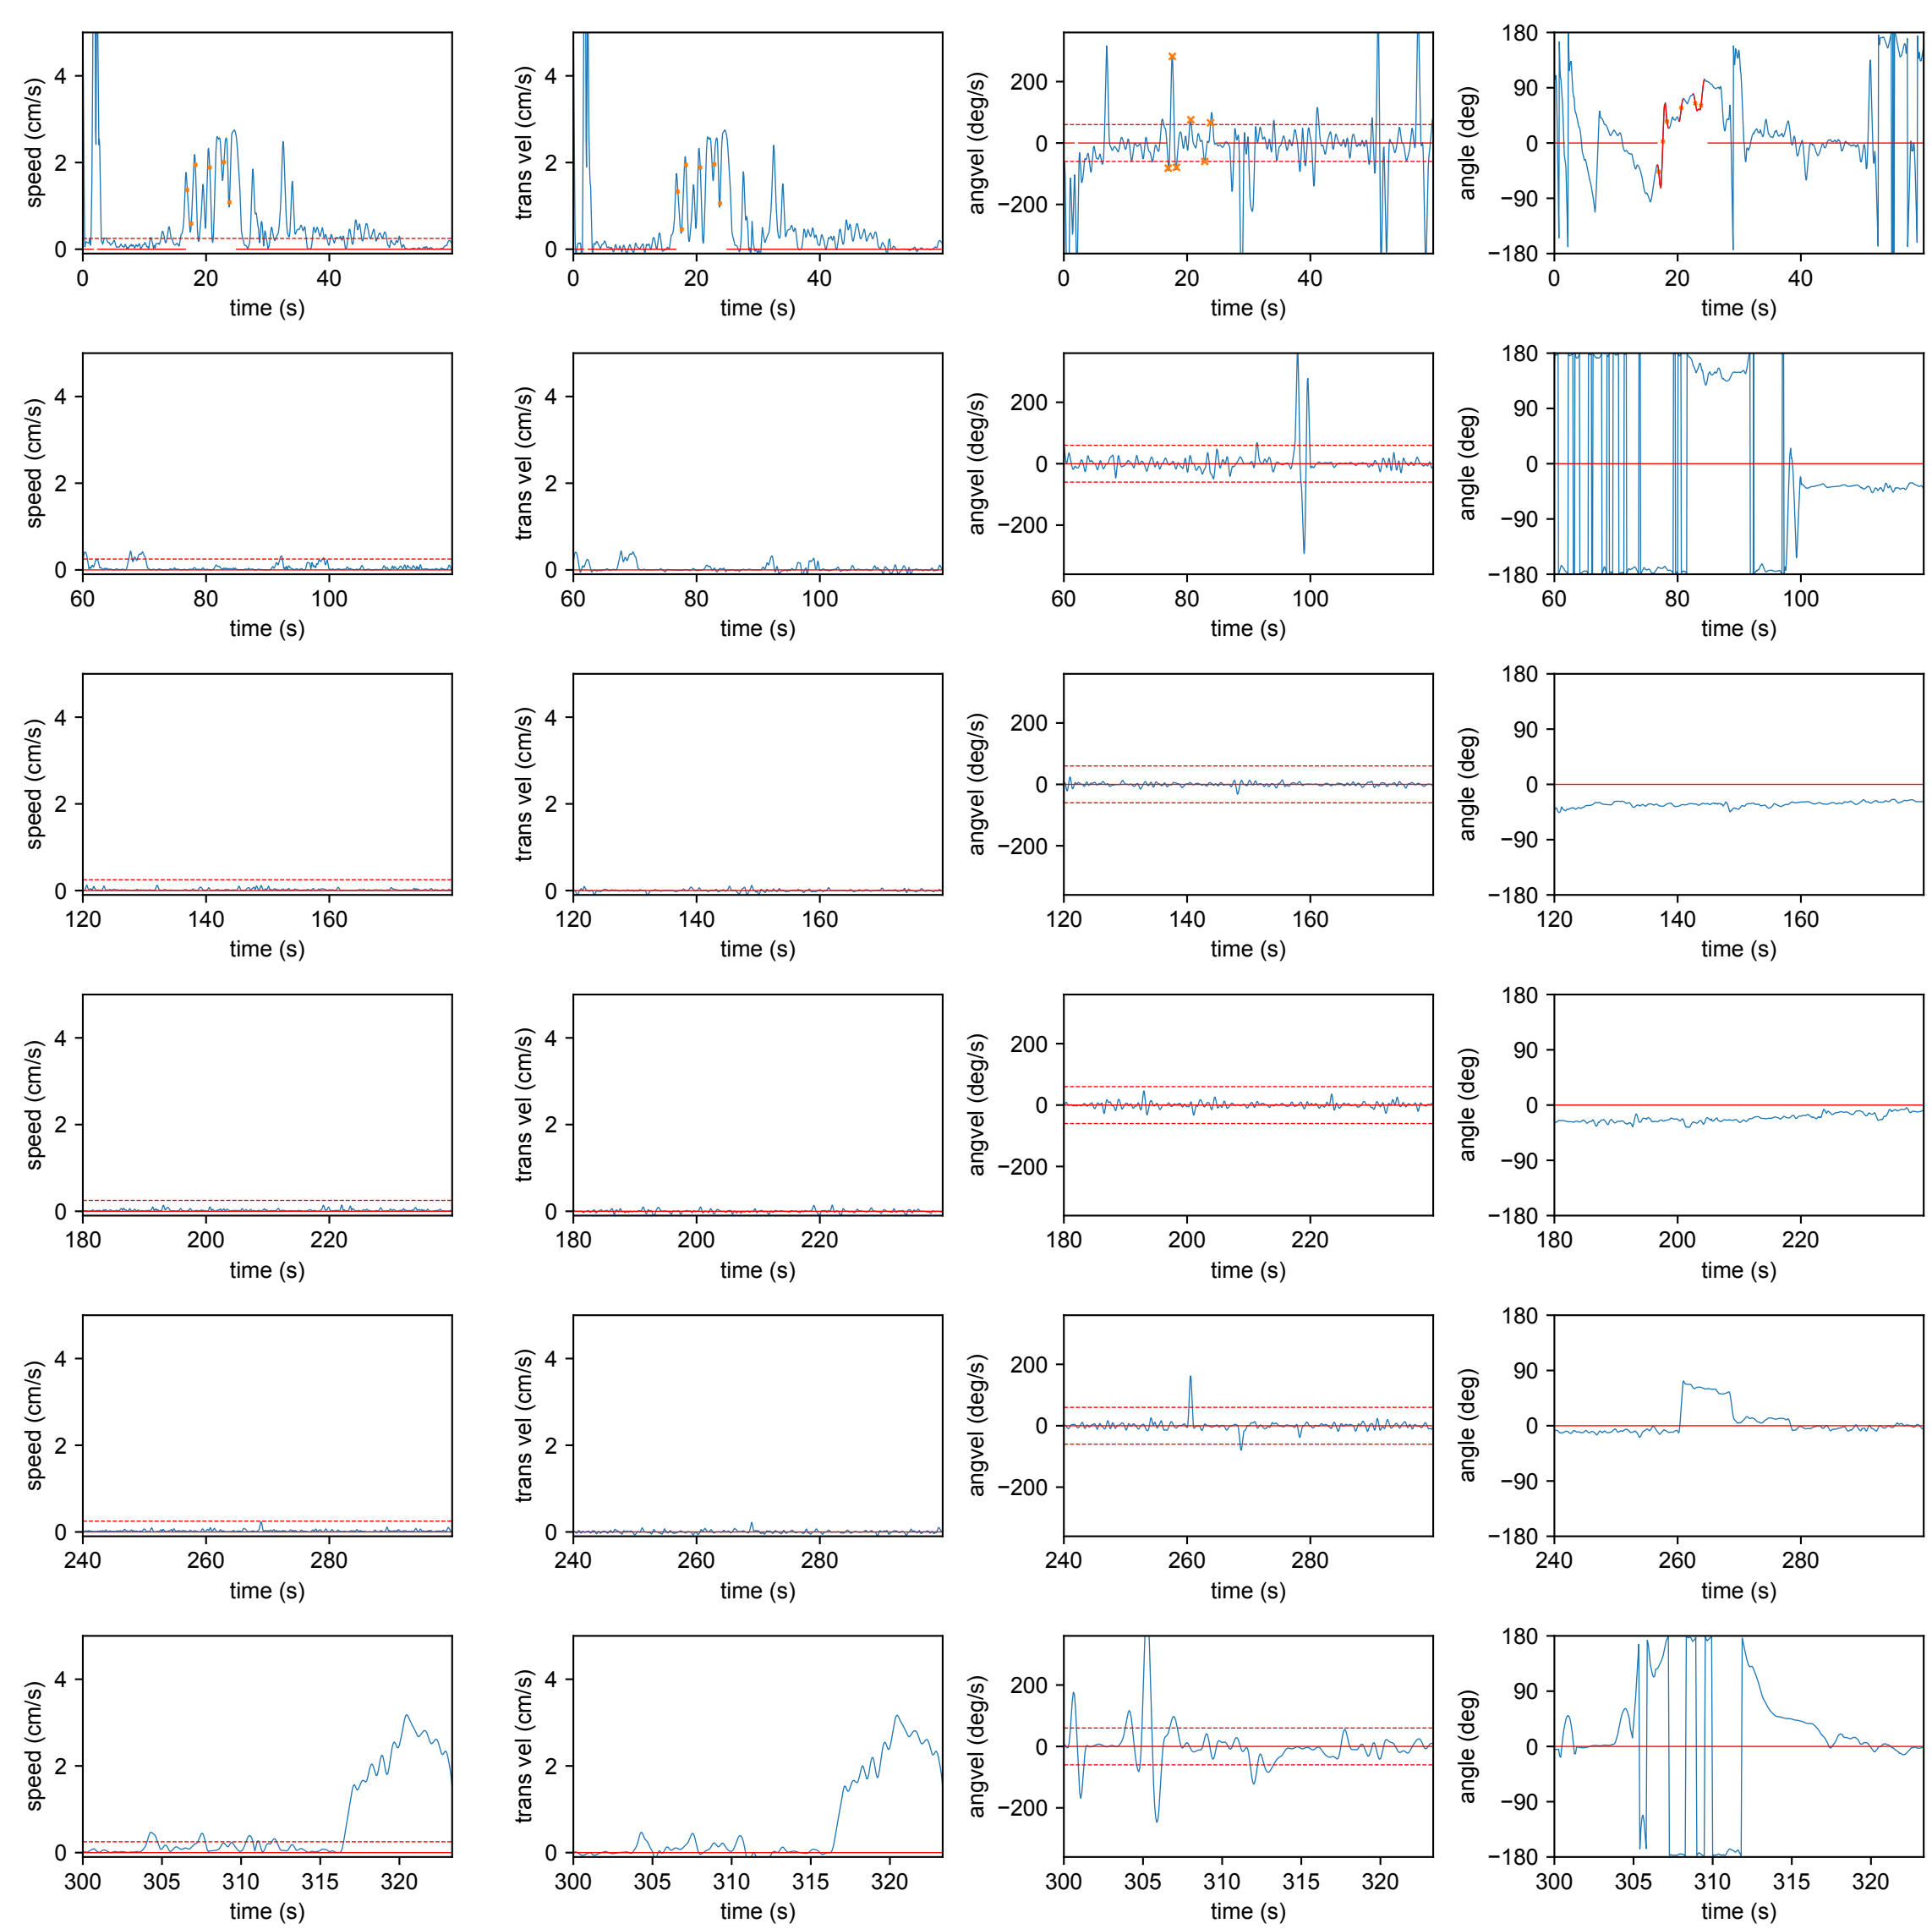 speed (cm/s) 4 2 0 0 20 40 time (s)
trans vel (cm/s) 4 2 0 0 20 40 time (s)
angvel (deg/s) 200 0 −200 0 20 40 time (s)
angle (deg) 180 90 0 −90 −180 0 20 40 time (s)
speed (cm/s) 4 2 0 60 80 100 time (s)
trans vel (cm/s) 4 2 0 60 80 100 time (s)
angvel (deg/s) 200 0 −200 60 80 100 time (s)
angle (deg) 180 90 0 −90 −180 60 80 100 time (s)
speed (cm/s) 4 2 0 120 140 160 time (s)
trans vel (cm/s) 4 2 0 120 140 160 time (s)
angvel (deg/s) 200 0 −200 120 140 160 time (s)
angle (deg) 180 90 0 −90 −180 120 140 160 time (s)
speed (cm/s) 4 2 0 180 200 220 time (s)
trans vel (cm/s) 4 2 0 180 200 220 time (s)
angvel (deg/s) 200 0 −200 180 200 220 time (s)
angle (deg) 180 90 0 −90 −180 180 200 220 time (s)
speed (cm/s) 4 2 0 240 260 280 time (s)
trans vel (cm/s) 4 2 0 240 260 280 time (s)
angvel (deg/s) 200 0 −200 240 260 280 time (s)
angle (deg) 180 90 0 −90 −180 240 260 280 time (s)
speed (cm/s) 4 2 0 300 305 310 315 320 time (s)
trans vel (cm/s) 4 2 0 300 305 310 315 320 time (s)
angvel (deg/s) 200 0 −200 300 305 310 315 320 time (s)
angle (deg) 180 90 0 −90 −180 300 305 310 315 320 time (s)